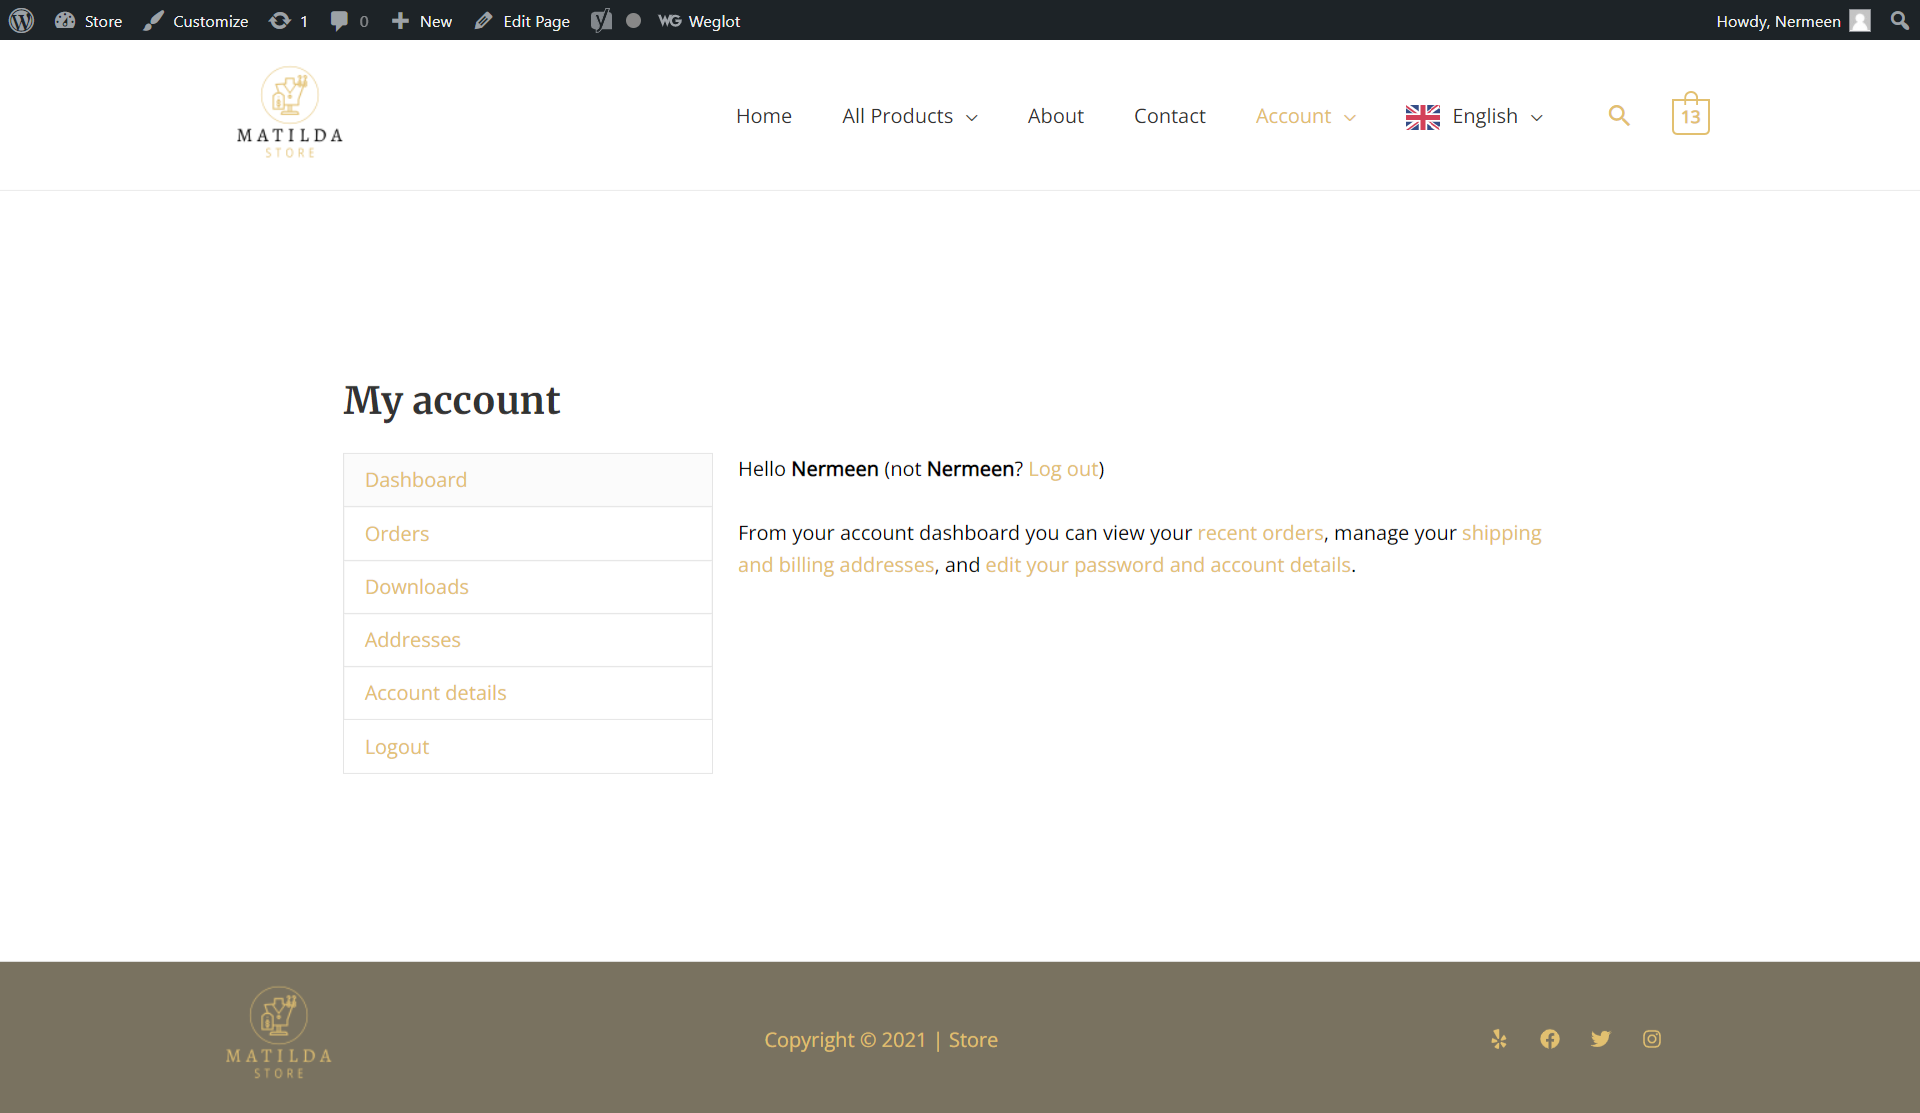 Store Customize 1 0 New Edit Page WG Weglot Howdy, Nermeen
MATILDA
STORE
Home All Products About Contact Account English 13
My account
Dashboard
Orders
Downloads
Addresses
Account details
Logout
Hello Nermeen (not Nermeen? Log out)
From your account dashboard you can view your recent orders, manage your shipping
and billing addresses, and edit your password and account details.
MATILDA
STORE
Copyright © 2021 | Store